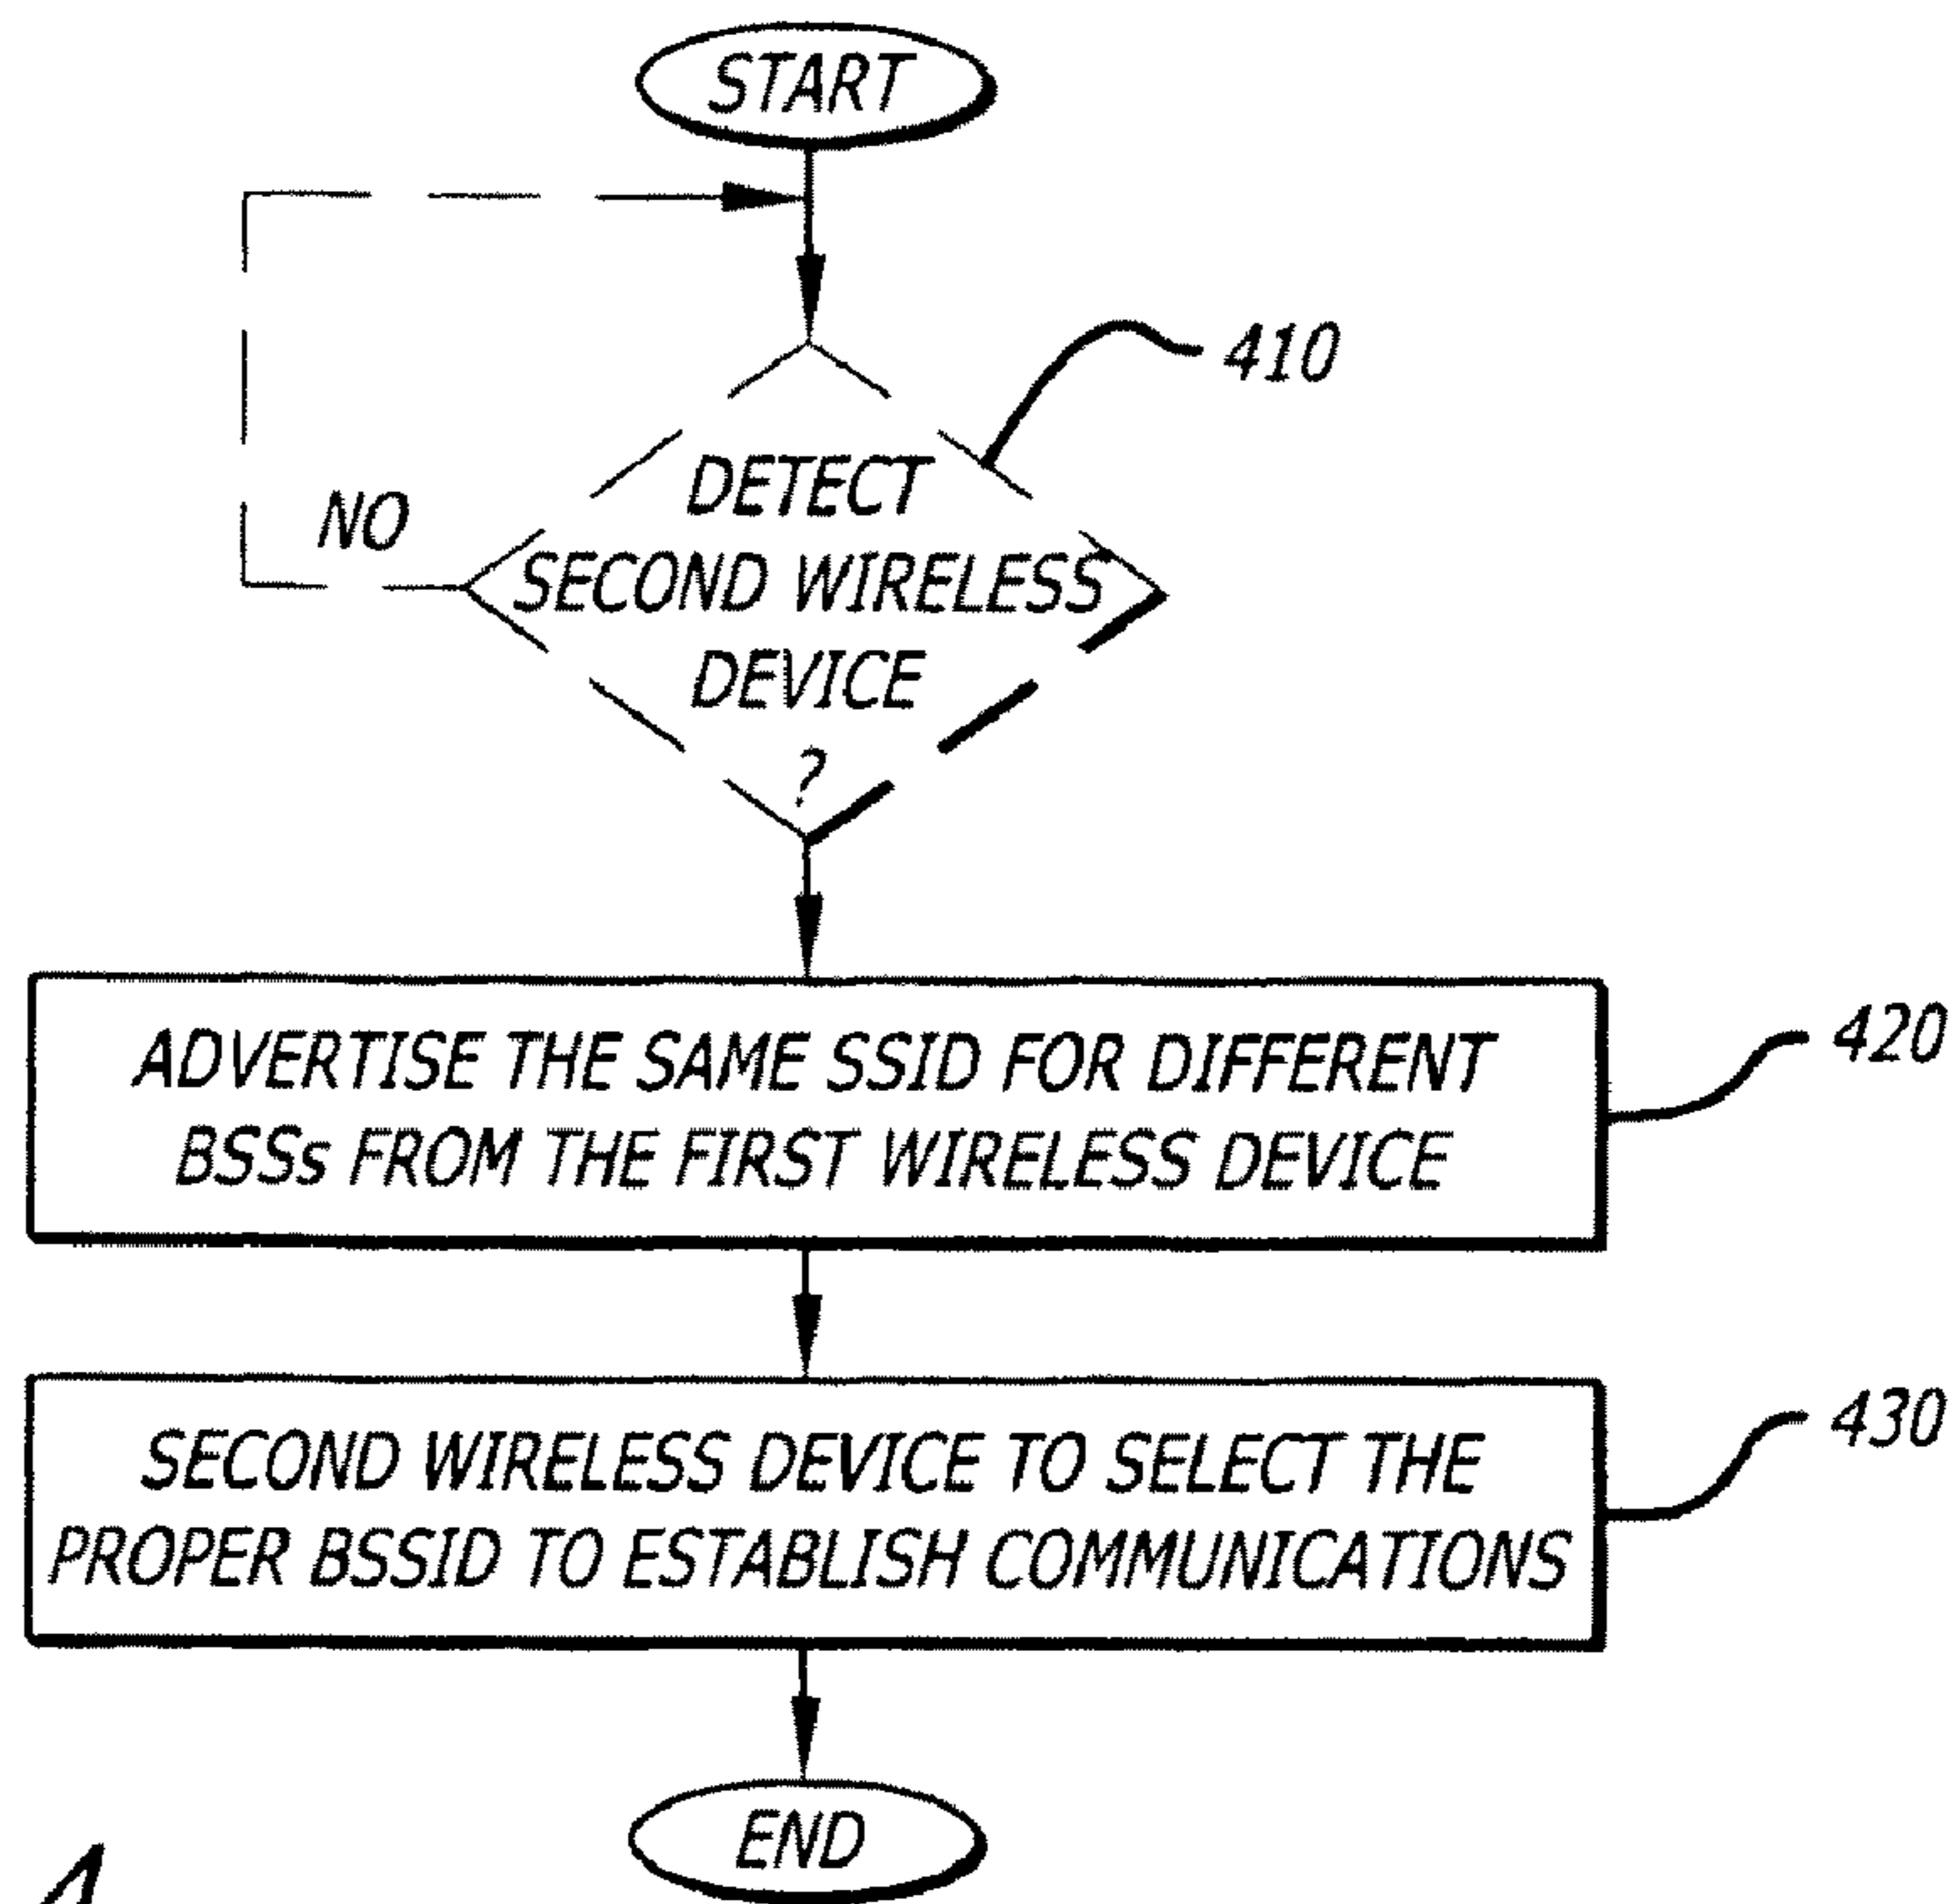 START
410
DETECT
SECOND WIRELESS
DEVICE
?
NO
ADVERTISE THE SAME SSID FOR DIFFERENT
BSSs FROM THE FIRST WIRELESS DEVICE
420
SECOND WIRELESS DEVICE TO SELECT THE
PROPER BSSID TO ESTABLISH COMMUNICATIONS
430
END